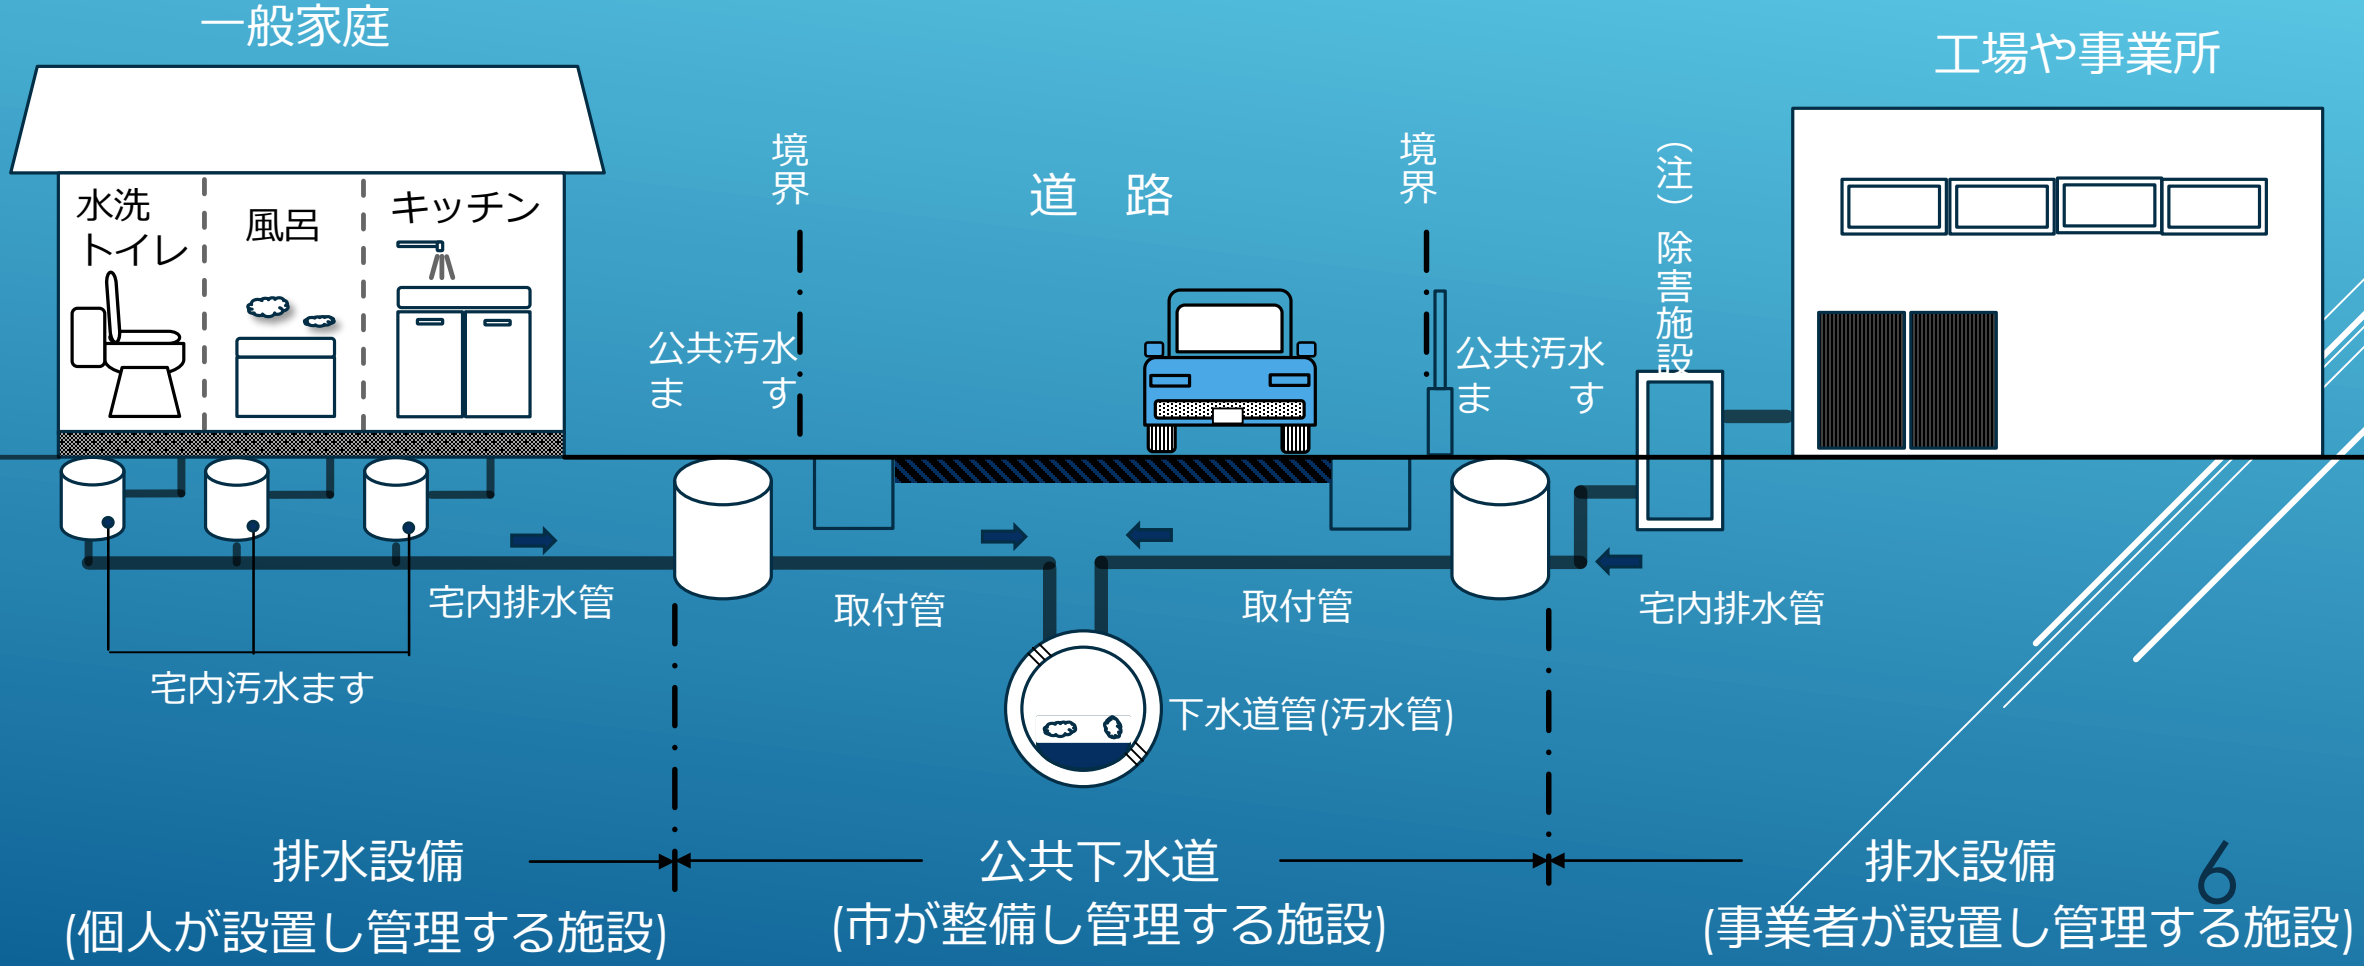 一般家庭
工場や事業所
水洗
トイレ
風呂
キッチン
境界
道　路
境界
（注）除害施設
公共汚水
ま　　す
公共汚水
ま　　す
宅内排水管
取付管
取付管
宅内排水管
宅内汚水ます
下水道管(汚水管)
排水設備
(個人が設置し管理する施設)
公共下水道
(市が整備し管理する施設)
排水設備
(事業者が設置し管理する施設)
6